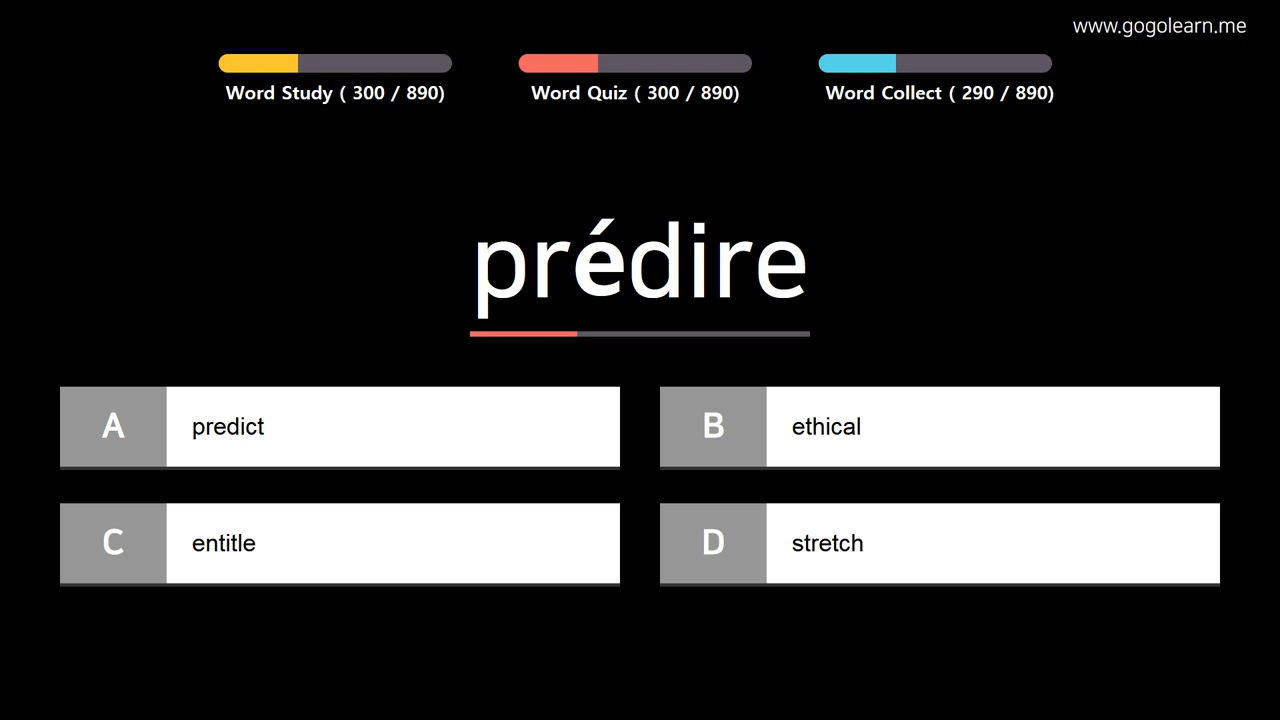 www.gogolearn.me
Word Study ( 300 / 890)
Word Quiz ( 300 / 890)
Word Collect ( 290 / 890)
prédire
A predict
B ethical
C entitle
D stretch